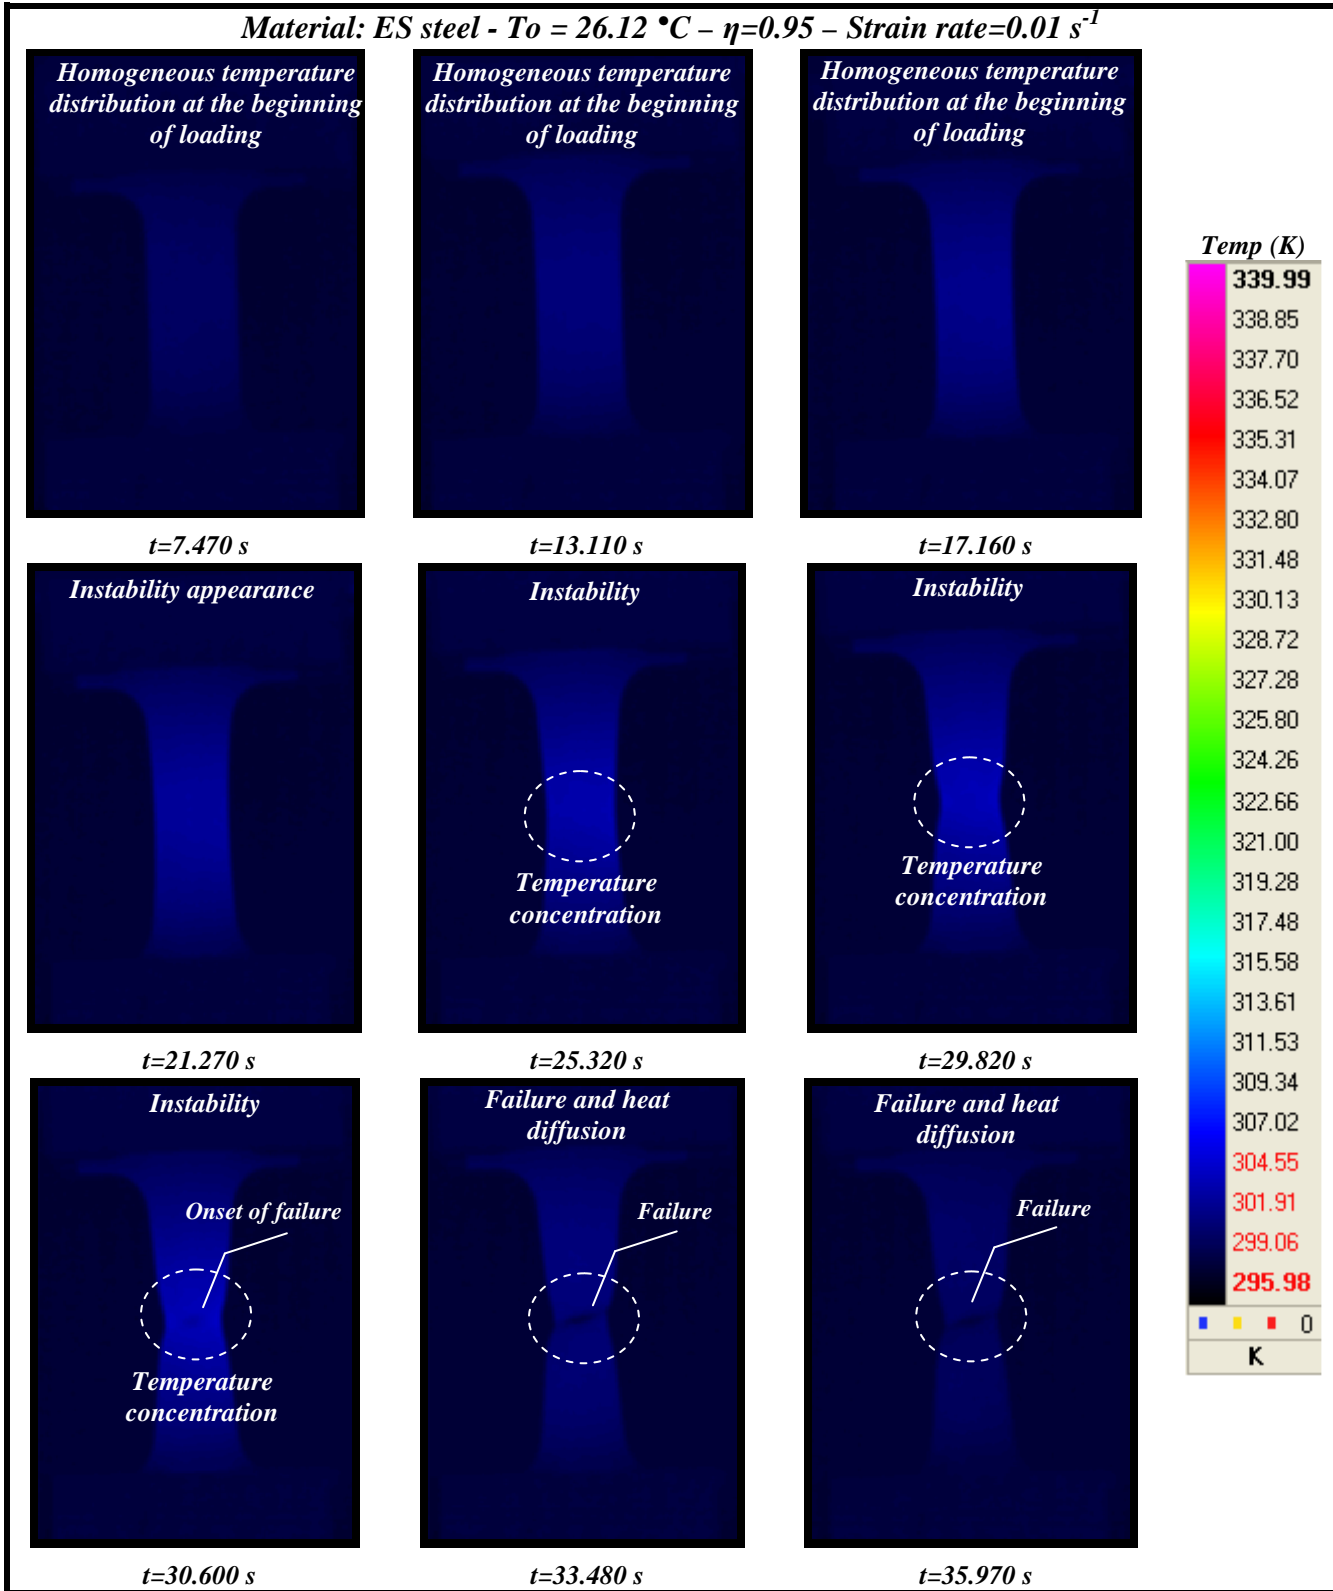 Material: ES steel - To = 26.12 °C – η=0.95 – Strain rate=0.01 s-1
Homogeneous temperature
distribution at the beginning
of loading
Homogeneous temperature
distribution at the beginning
of loading
Homogeneous temperature
distribution at the beginning
of loading
t=7.470 s
t=13.110 s
t=17.160 s
Instability appearance
Instability
Temperature
concentration
Instability
Temperature
concentration
t=21.270 s
t=25.320 s
t=29.820 s
Instability
Onset of failure
Temperature
concentration
Failure and heat
diffusion
Failure
Failure and heat
diffusion
Failure
t=30.600 s
t=33.480 s
t=35.970 s
Temp (K)
339.99
338.85
337.70
336.52
335.31
334.07
332.80
331.48
330.13
328.72
327.28
325.80
324.26
322.66
321.00
319.28
317.48
315.58
313.61
311.53
309.34
307.02
304.55
301.91
299.06
295.98
0
K